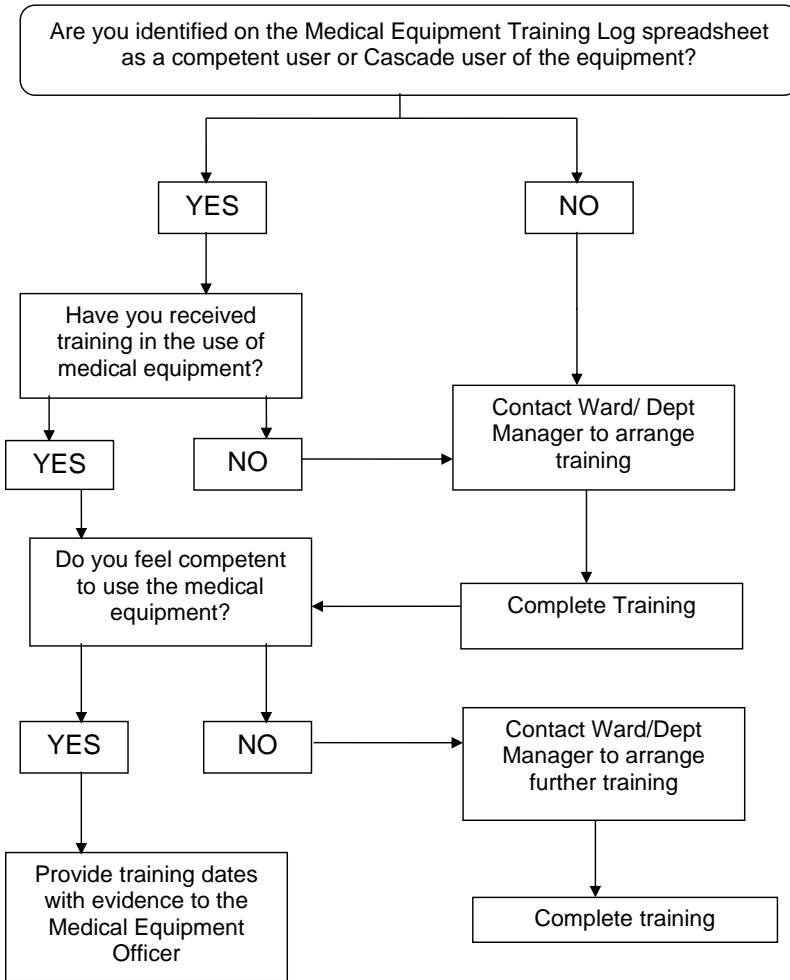 Are you identified on the Medical Equipment Training Log spreadsheet
as a competent user or Cascade user of the equipment?
YES
NO
Have you received
training in the use of
medical equipment?
Contact Ward/ Dept
Manager to arrange
training
YES
NO
Do you feel competent
to use the medical
equipment?
Complete Training
YES
NO
Contact Ward/Dept
Manager to arrange
further training
Provide training dates
with evidence to the
Medical Equipment
Officer
Complete training